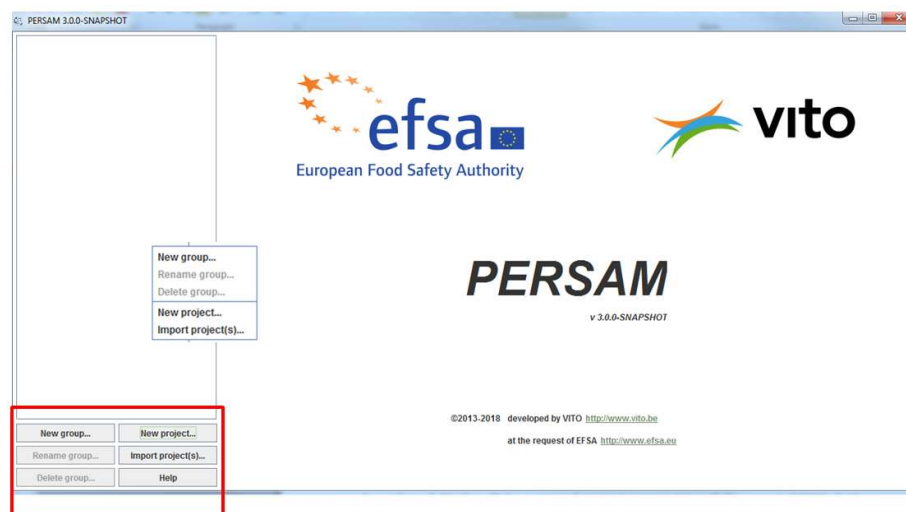 PERSAM 3.0.0-SNAPSHOT
efsa
European Food Safety Authority
vito
New group...
Rename group...
Delete group...
New project...
Import project(s)...
PERSAM
v 3.0.0-SNAPSHOT
©2013-2018 developed by VITO http://www.vito.be
at the request of EFSA http://www.efsa.eu
New group... New project...
Rename group... Import project(s)...
Delete group... Help